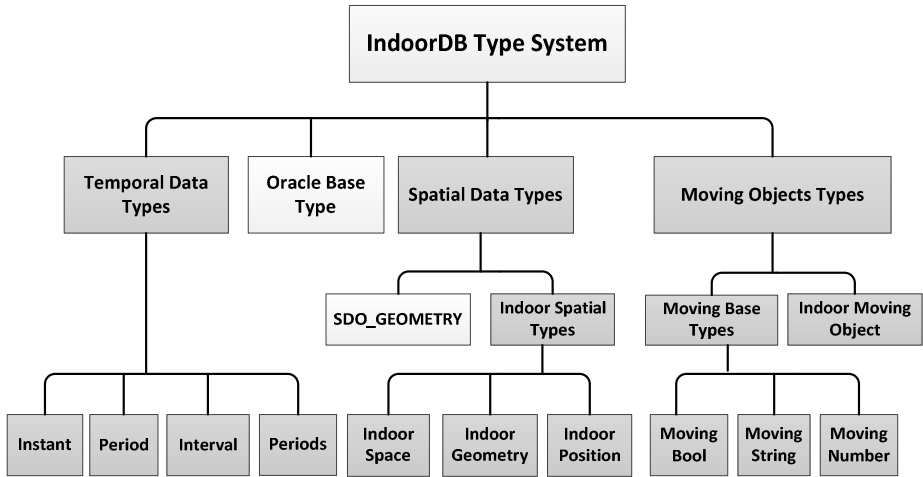 IndoorDB Type System
Temporal Data
Types
Oracle Base
Type
Spatial Data Types
Moving Objects Types
SDO_GEOMETRY
Indoor Spatial
Types
Moving Base
Types
Indoor Moving
Object
Instant
Period
Interval
Periods
Indoor
Space
Indoor
Geometry
Indoor
Position
Moving
Bool
Moving
String
Moving
Number